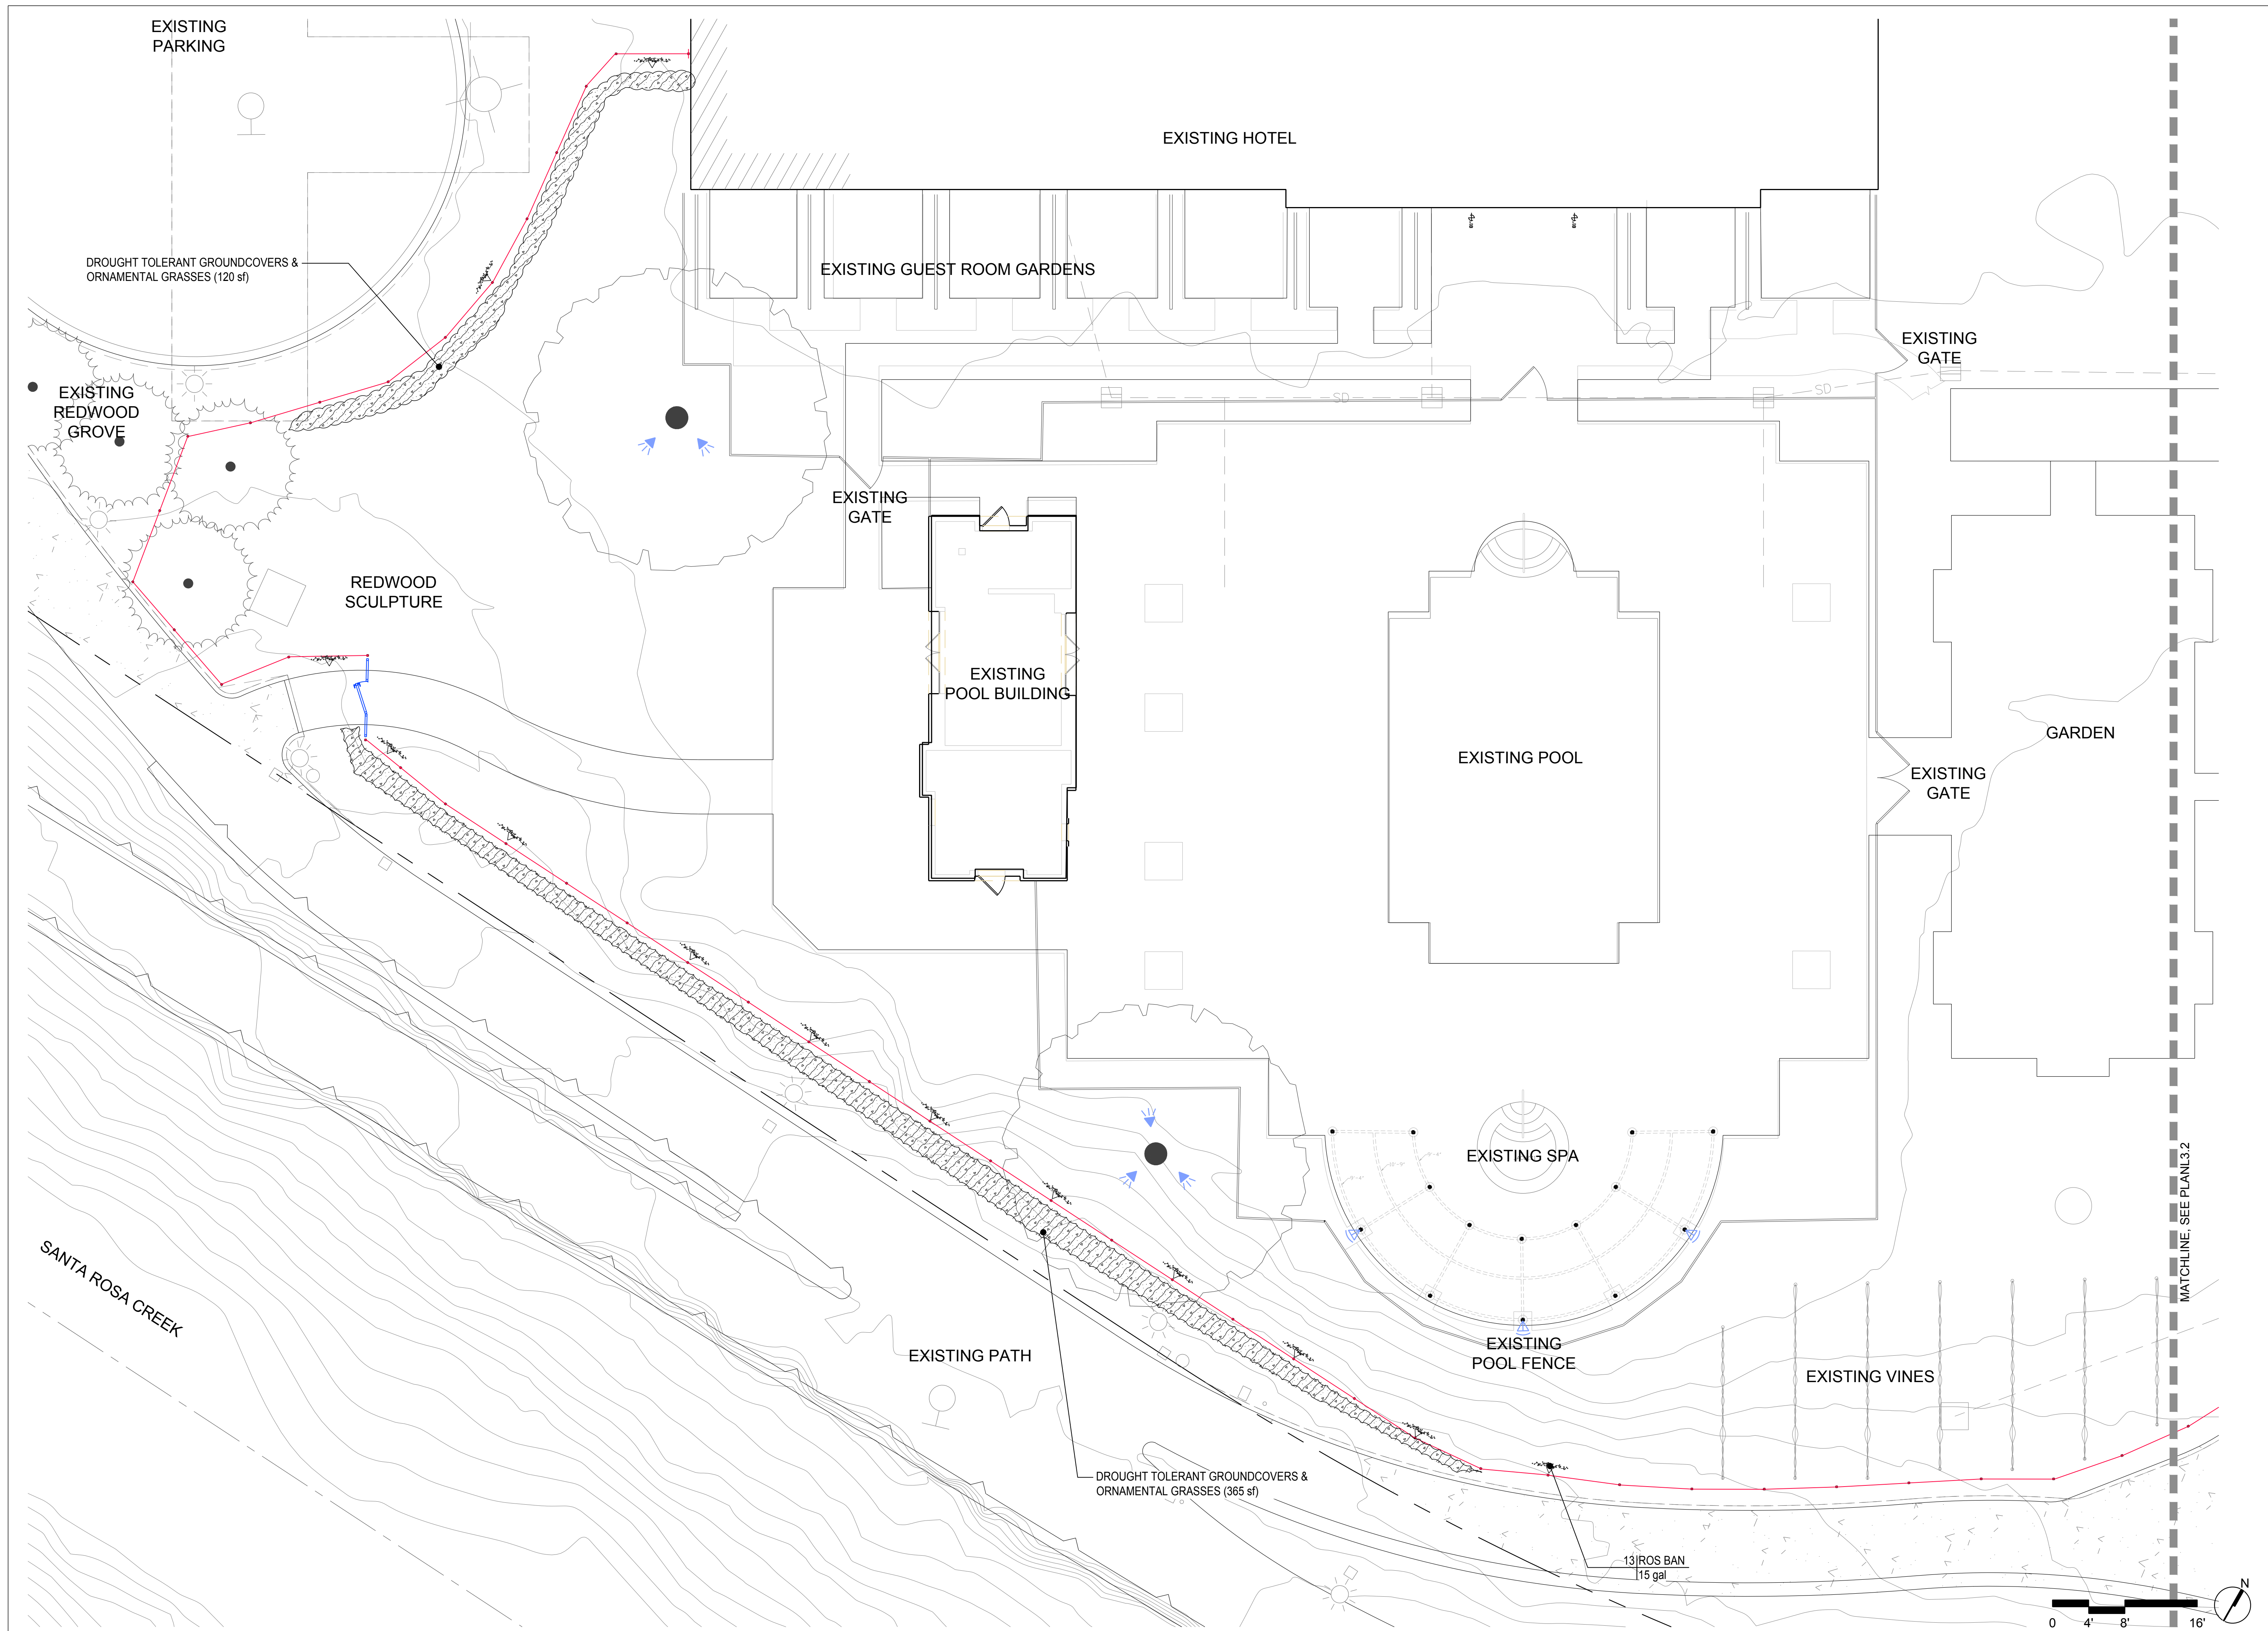 EXISTING
PARKING
EXISTING HOTEL
DROUGHT TOLERANT GROUNDCOVERS &
ORNAMENTAL GRASSES (120 sf)
EXISTING GUEST ROOM GARDENS
EXISTING
GATE
EXISTING
REDWOOD
GROVE
SD
SD
EXISTING
GATE
REDWOOD
SCULPTURE
EXISTING
POOL BUILDING
EXISTING POOL
GARDEN
EXISTING
GATE
EXISTING SPA
MATCHLINE, SEE PLANL3.2
SANTA ROSA CREEK
EXISTING PATH
EXISTING
POOL FENCE
EXISTING VINES
DROUGHT TOLERANT GROUNDCOVERS &
ORNAMENTAL GRASSES (365 sf)
13 ROS BAN
15 gal
N
0 4' 8' 16'